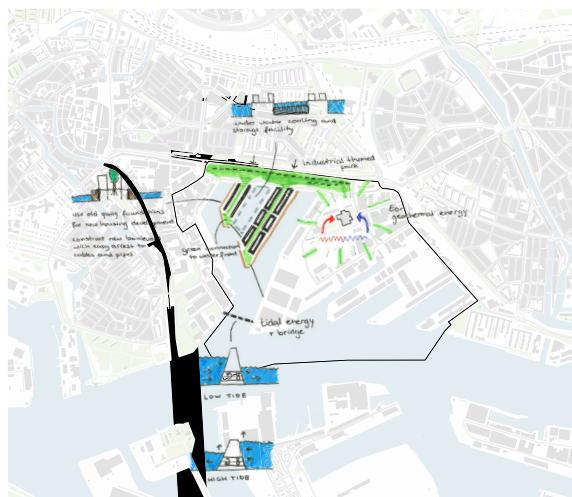 under water cooling and
storage facility
industrial themed
park
use old quay foundations
for new housing development
construct new
with easy access to
cables and pipes
green connection
to waterfront
For
geothermal energy
tidal energy
+ bridge
LOW TIDE
HIGH TIDE